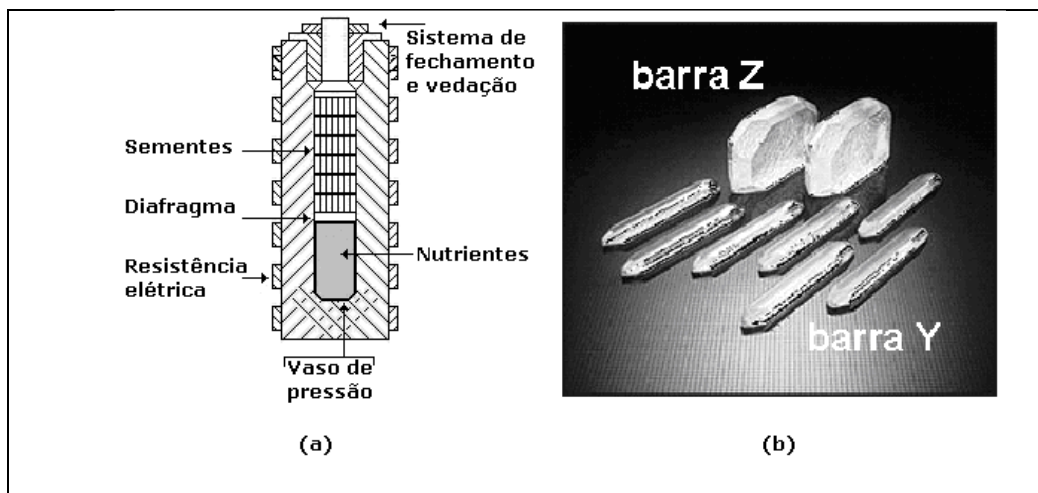 Sistema de
fechamento
e vedação
Sementes
Diafragma
Nutrientes
Resistência
elétrica
Vaso de
pressão
(a)
barra Z
barra Y
(b)